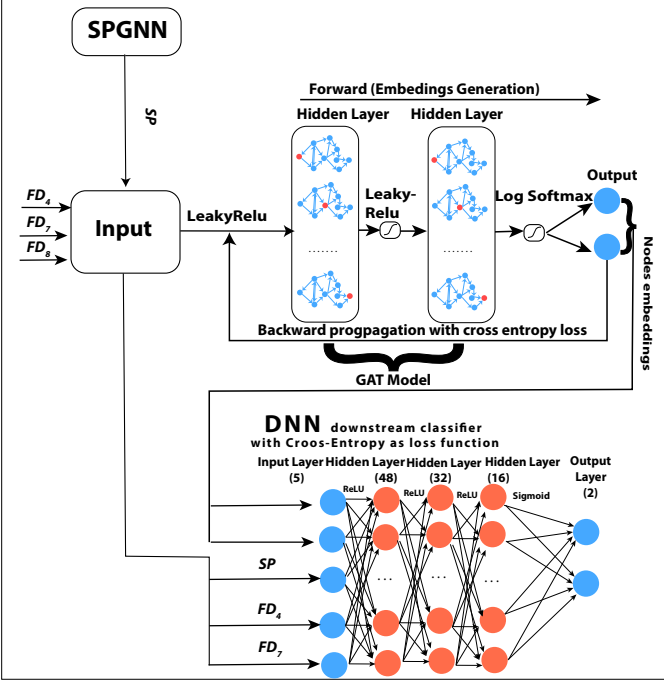 SPGNN
SP
Forward (Embedings Generation)
Hidden Layer
Hidden Layer
FD4
FD7
FD8
Input
LeakyRelu
Leaky-
Relu
Log Softmax
Output
.......
.......
Nodes embeddings
Backward progpagation with cross entropy loss
GAT Model
DNN downstream classifier
with Croos-Entropy as loss function
Input Layer
(5)
Hidden Layer
(48)
Hidden Layer
(32)
Hidden Layer
(16)
Output
Layer
(2)
ReLU
ReLU
ReLU
Sigmoid
SP
...
...
...
FD4
FD7